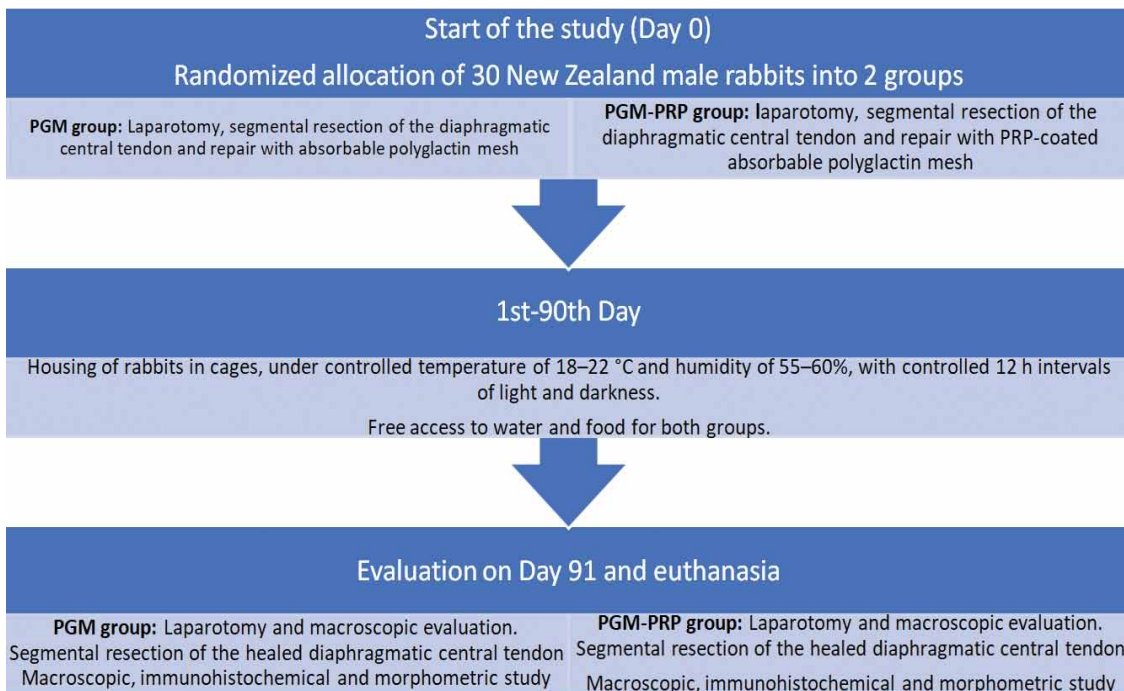 Start of the study (Day 0)
Randomized allocation of 30 New Zealand male rabbits into 2 groups
PGM group: Laparotomy, segmental resection of the diaphragmatic
central tendon and repair with absorbable polyglactin mesh
PGM-PRP group: laparotomy, segmental resection of the
diaphragmatic central tendon and repair with PRP-coated
absorbable polyglactin mesh
1st-90th Day
Housing of rabbits in cages, under controlled temperature of 18–22 °C and humidity of 55–60%, with controlled 12 h intervals
of light and darkness.
Free access to water and food for both groups.
Evaluation on Day 91 and euthanasia
PGM group: Laparotomy and macroscopic evaluation.
Segmental resection of the healed diaphragmatic central tendon
Macroscopic, immunohistochemical and morphometric study
PGM-PRP group: Laparotomy and macroscopic evaluation.
Segmental resection of the healed diaphragmatic central tendon
Macroscopic, immunohistochemical and morphometric study